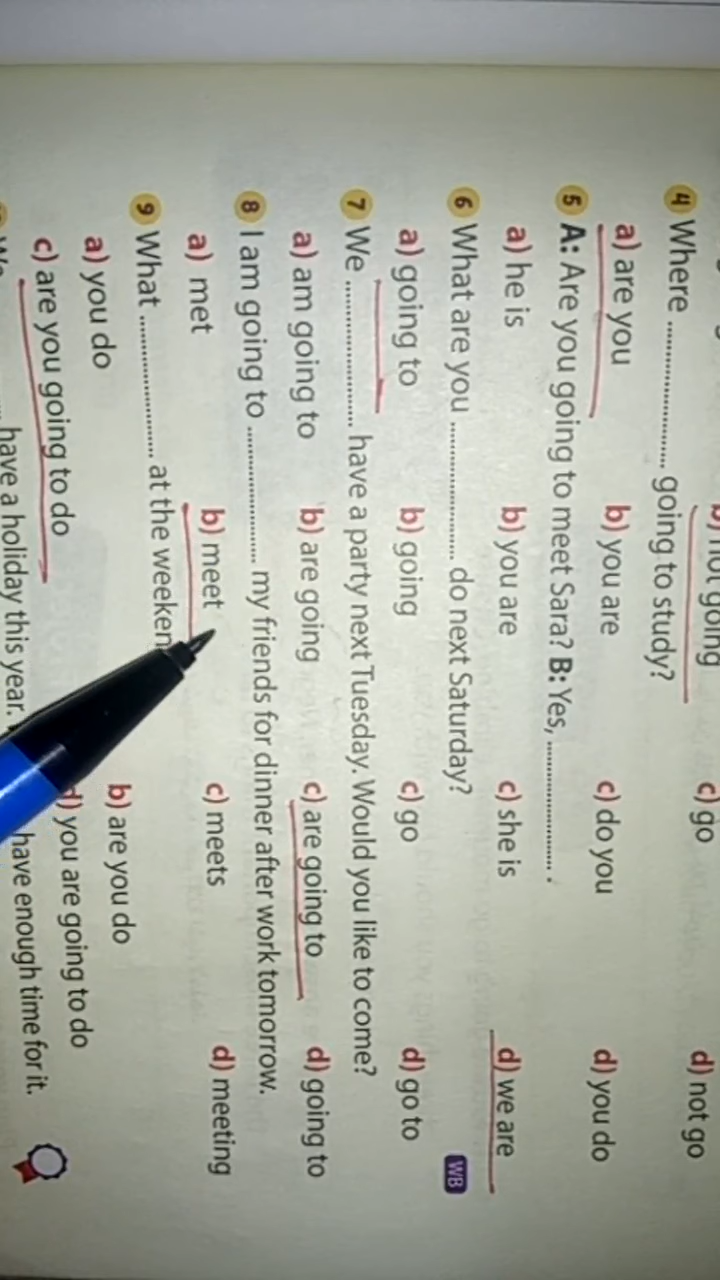 b) not going c) go d) not go
4 Where .................... going to study?
a) are you b) you are c) do you d) you do
5 A: Are you going to meet Sara? B: Yes, .................... .
a) he is b) you are c) she is d) we are
6 What are you .................... do next Saturday? WB
a) going to b) going c) go d) go to
7 We .................... have a party next Tuesday. Would you like to come?
a) am going to b) are going c) are going to d) going to
8 I am going to .................... my friends for dinner after work tomorrow.
a) met b) meet c) meets d) meeting
9 What .................... at the weeken
a) you do b) are you do
c) are you going to do d) you are going to do
have a holiday this year. have enough time for it.